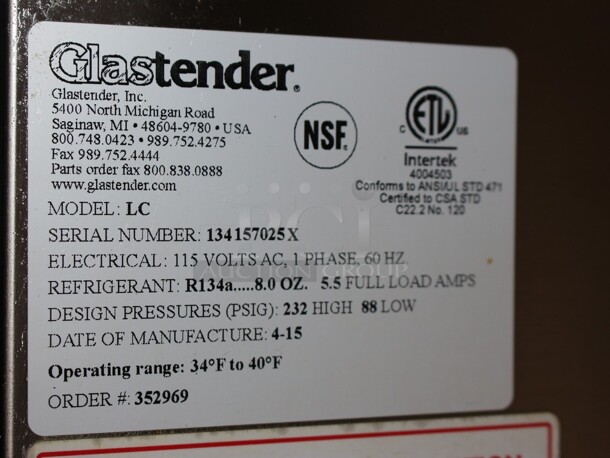 Glastender.
Glastender, Inc.
5400 North Michigan Road
Saginaw, MI • 48604-9780 • USA
800.748.0423 • 989.752.4275
Fax 989.752.4444
Parts order fax 800.838.0888
www.glastender.com
NSF.
C ETL US
Intertek
4004503
Conforms to ANSI/UL STD 471
Certified to CSA STD
C22.2 No. 120
MODEL: LC
SERIAL NUMBER: 134157025X
ELECTRICAL: 115 VOLTS AC, 1 PHASE, 60 HZ
REFRIGERANT: R134a.....8.0 OZ. 5.5 FULL LOAD AMPS
DESIGN PRESSURES (PSIG): 232 HIGH 88 LOW
DATE OF MANUFACTURE: 4-15
Operating range: 34°F to 40°F
ORDER #: 352969
AUCTION GROUP